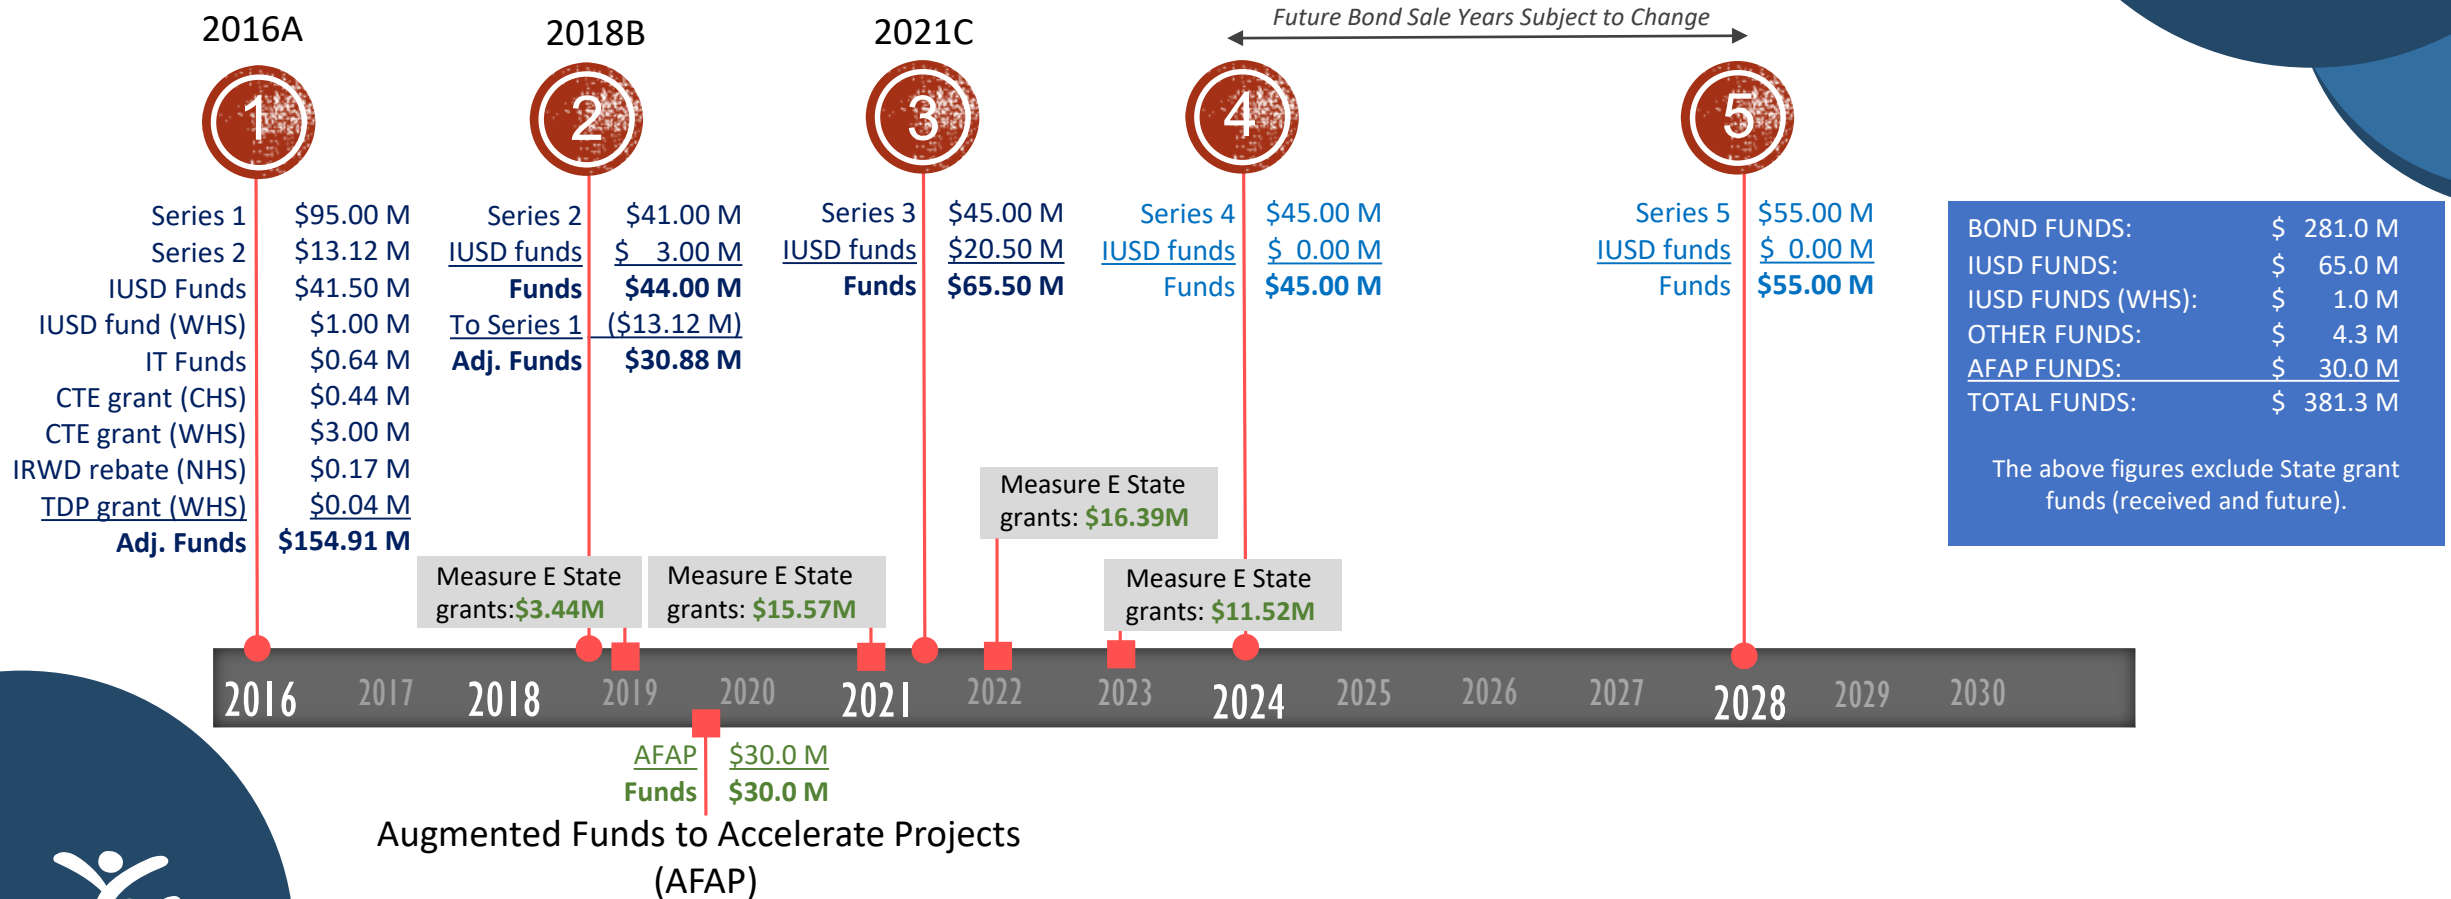 2016A
2018B
2021C
Future Bond Sale Years Subject to Change
1
2
3
4
5
Series 1 $95.00 M
Series 2 $13.12 M
IUSD Funds $41.50 M
IUSD fund (WHS) $1.00 M
IT Funds $0.64 M
CTE grant (CHS) $0.44 M
CTE grant (WHS) $3.00 M
IRWD rebate (NHS) $0.17 M
TDP grant (WHS) $0.04 M
Adj. Funds $154.91 M
Series 2 $41.00 M
IUSD funds $ 3.00 M
Funds $44.00 M
To Series 1 ($13.12 M)
Adj. Funds $30.88 M
Series 3 $45.00 M
IUSD funds $20.50 M
Funds $65.50 M
Series 4 $45.00 M
IUSD funds $ 0.00 M
Funds $45.00 M
Series 5 $55.00 M
IUSD funds $ 0.00 M
Funds $55.00 M
BOND FUNDS: $ 281.0 M
IUSD FUNDS: $ 65.0 M
IUSD FUNDS (WHS): $ 1.0 M
OTHER FUNDS: $ 4.3 M
AFAP FUNDS: $ 30.0 M
TOTAL FUNDS: $ 381.3 M
The above figures exclude State grant
funds (received and future).
Measure E State
grants:$3.44M
Measure E State
grants: $15.57M
Measure E State
grants: $16.39M
Measure E State
grants: $11.52M
2016 2017 2018 2019 2020 2021 2022 2023 2024 2025 2026 2027 2028 2029 2030
AFAP $30.0 M
Funds $30.0 M
Augmented Funds to Accelerate Projects
(AFAP)